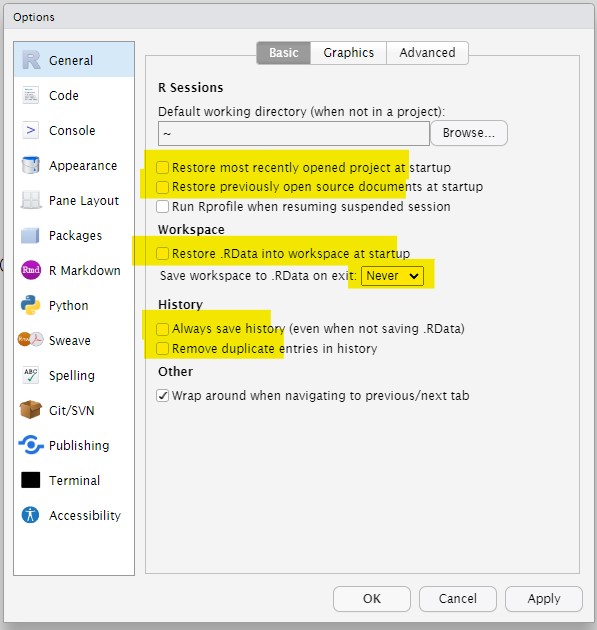 Options
Basic Graphics Advanced
R General
Code
> Console
Appearance
Pane Layout
Packages
Rmd R Markdown
Python
Sweave
ABC Spelling
Git/SVN
Publishing
Terminal
Accessibility
R Sessions
Default working directory (when not in a project):
~ Browse...
Restore most recently opened project at startup
Restore previously open source documents at startup
Run Rprofile when resuming suspended session
Workspace
Restore .RData into workspace at startup
Save workspace to .RData on exit: Never
History
Always save history (even when not saving .RData)
Remove duplicate entries in history
Other
Wrap around when navigating to previous/next tab
OK Cancel Apply